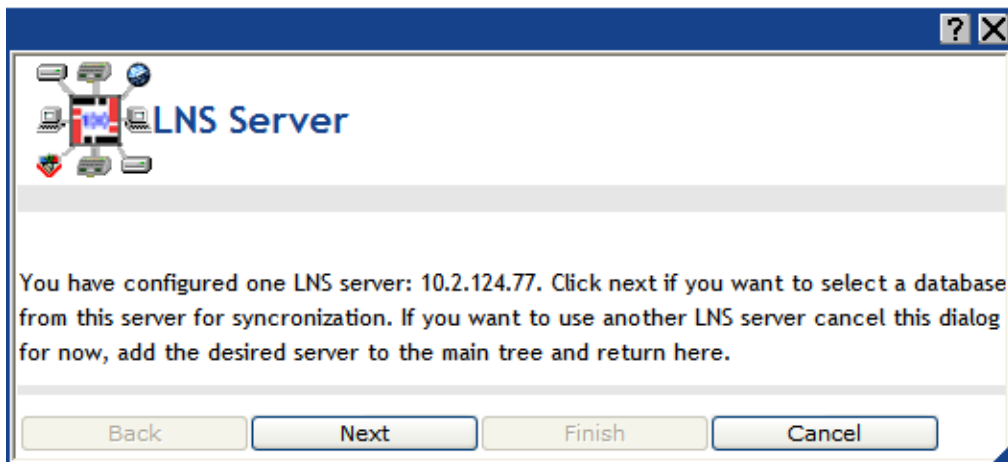 ?
100
LNS Server
You have configured one LNS server: 10.2.124.77. Click next if you want to select a database
from this server for syncronization. If you want to use another LNS server cancel this dialog
for now, add the desired server to the main tree and return here.
Back Next Finish Cancel